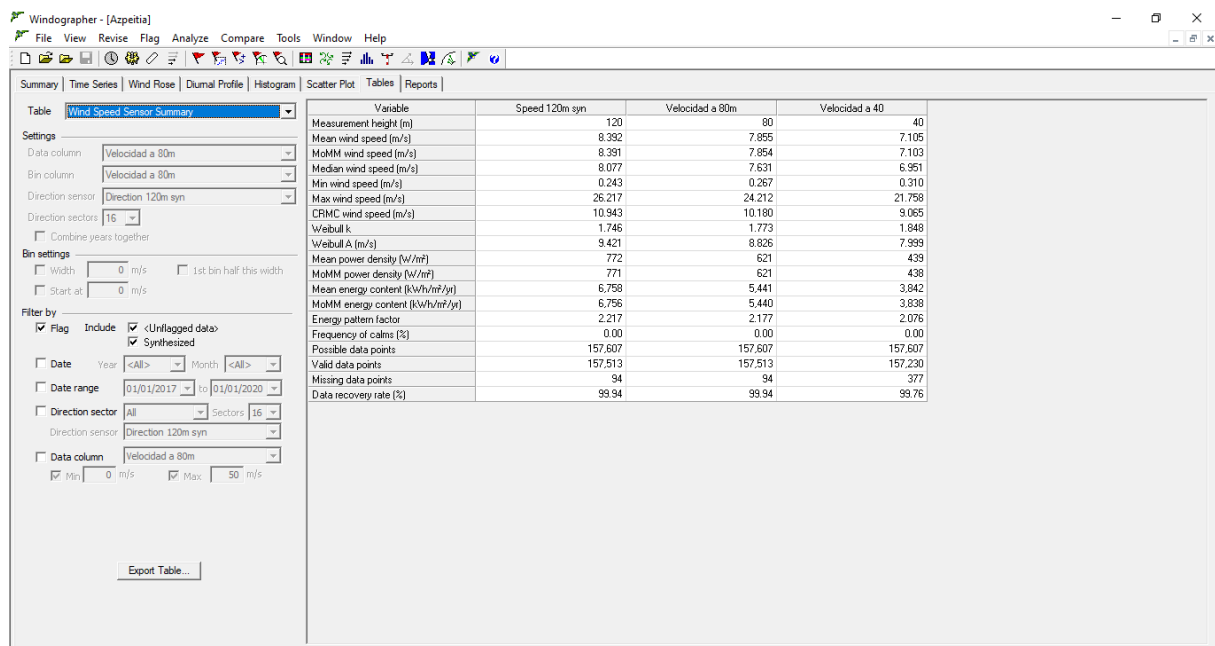 Windographer - [Azpeitia]
File View Revise Flag Analyze Compare Tools Window Help
Summary Time Series Wind Rose Diurnal Profile Histogram Scatter Plot Tables Reports
Table Wind Speed Sensor Summary
Settings
Data column Velocidad a 80m
Bin column Velocidad a 80m
Direction sensor Direction 120m syn
Direction sectors 16
Combine years together
Bin settings
Width 0 m/s 1st bin half this width
Start at 0 m/s
Filter by
Flag Include <Unflagged data>
Synthesized
Date Year <All> Month <All>
Date range 01/01/2017 to 01/01/2020
Direction sector All Sectors 16
Direction sensor Direction 120m syn
Data column Velocidad a 80m
Min 0 m/s Max 50 m/s
Export Table...
Variable Speed 120m syn Velocidad a 80m Velocidad a 40
Measurement height (m) 120 80 40
Mean wind speed (m/s) 8.392 7.855 7.105
MoMM wind speed (m/s) 8.391 7.854 7.103
Median wind speed (m/s) 8.077 7.631 6.951
Min wind speed (m/s) 0.243 0.267 0.310
Max wind speed (m/s) 26.217 24.212 21.758
CRMC wind speed (m/s) 10.943 10.180 9.065
Weibull k 1.746 1.773 1.848
Weibull A (m/s) 9.421 8.826 7.999
Mean power density (W/m²) 772 621 439
MoMM power density (W/m²) 771 621 438
Mean energy content (kWh/m²/yr) 6,758 5,441 3,842
MoMM energy content (kWh/m²/yr) 6,756 5,440 3,838
Energy pattern factor 2.217 2.177 2.076
Frequency of calms (%) 0.00 0.00 0.00
Possible data points 157,607 157,607 157,607
Valid data points 157,513 157,513 157,230
Missing data points 94 94 377
Data recovery rate (%) 99.94 99.94 99.76